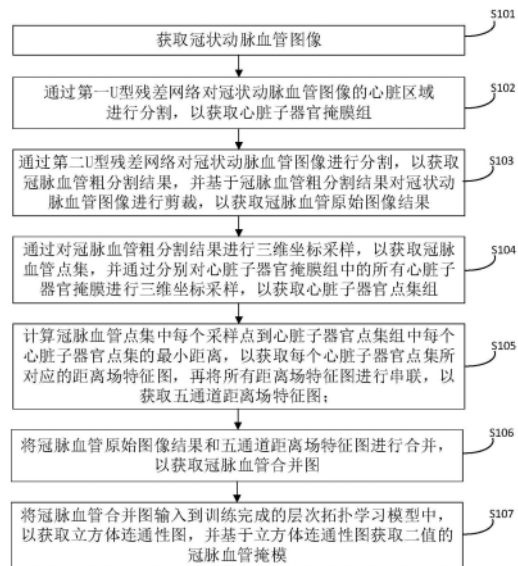 S101
获取冠状动脉血管图像
S102
通过第一U型残差网络对冠状动脉血管图像的心脏区域
进行分割，以获取心脏子器官掩膜组
S103
通过第二U型残差网络对冠状动脉血管图像进行分割，以获取
冠脉血管粗分割结果，并基于冠脉血管粗分割结果对冠状动
脉血管图像进行剪裁，以获取冠脉血管原始图像结果
S104
通过对冠脉血管粗分割结果进行三维坐标采样，以获取冠脉
血管点集，并通过分别对心脏子器官掩膜组中的所有心脏子
器官掩膜进行三维坐标采样，以获取心脏子器官点集组
S105
计算冠脉血管点集中每个采样点到心脏子器官点集组中每个
心脏子器官点集的最小距离，以获取每个心脏子器官点集所
对应的距离场特征图，再将所有距离场特征图进行串联，以
获取五通道距离场特征图；
S106
将冠脉血管原始图像结果和五通道距离场特征图进行合并，
以获取冠脉血管合并图
S107
将冠脉血管合并图输入到训练完成的层次拓扑学习模型中，
以获取立方体连通性图，并基于立方体连通性图获取二值的
冠脉血管掩模